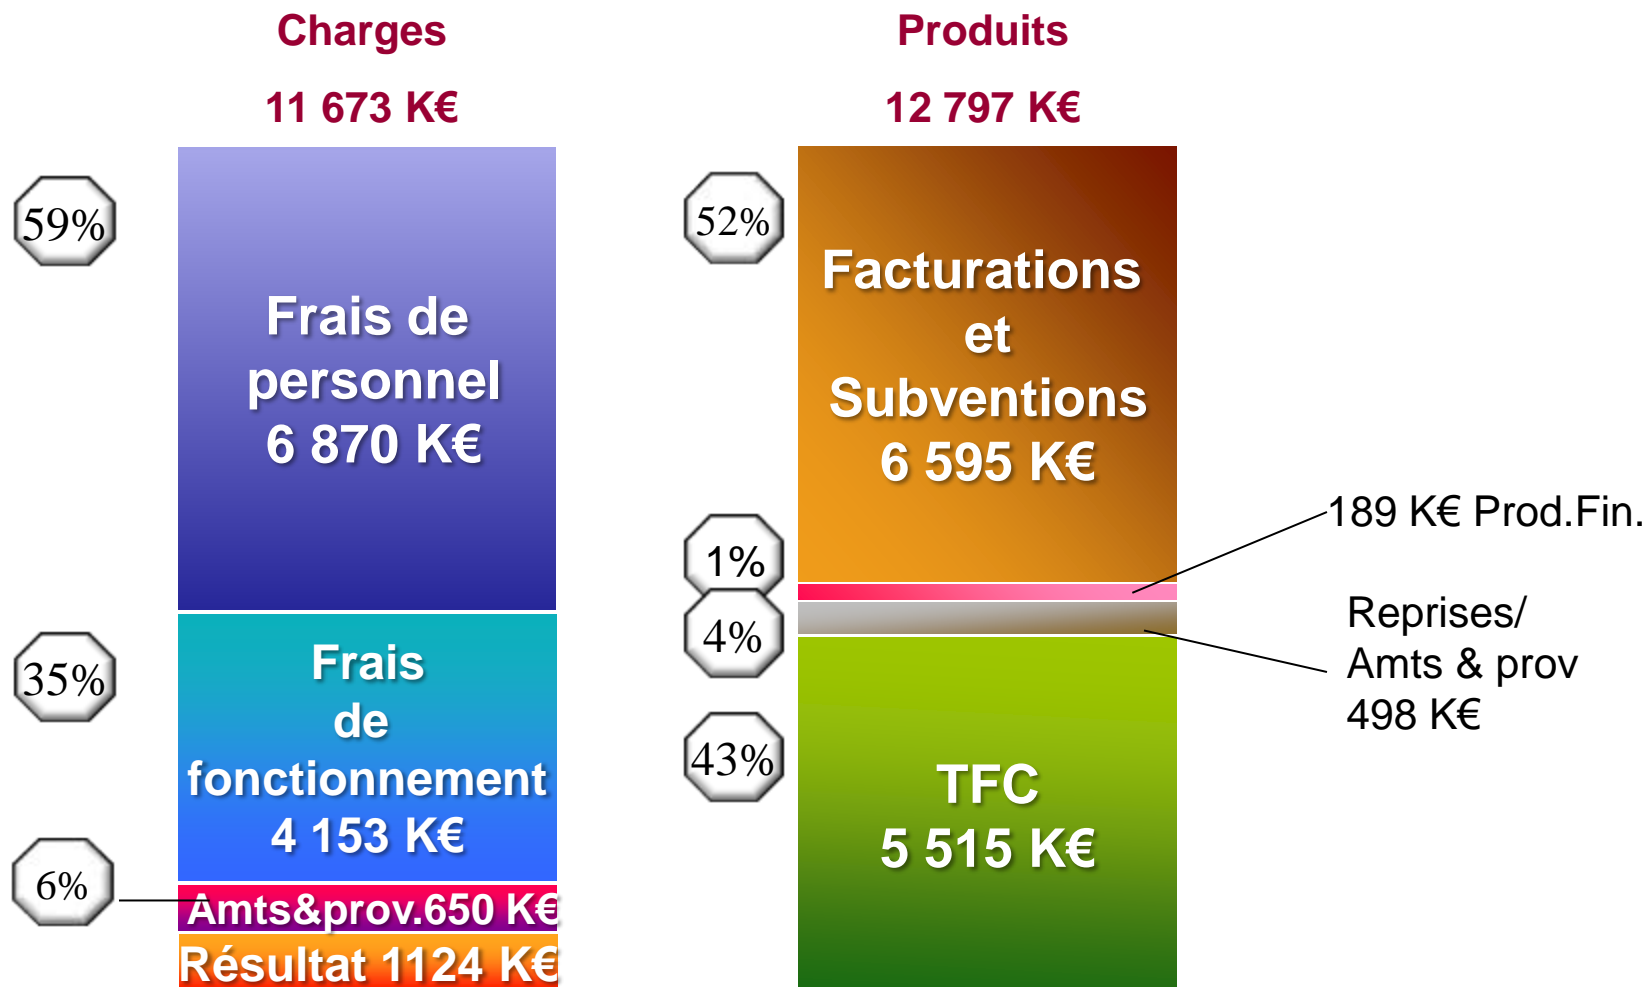 Charges
11 673 K€
59%
Frais de
personnel
6 870 K€
35%
Frais
de
fonctionnement
4 153 K€
6%
Amts&prov.650 K€
Résultat 1124 K€
Produits
12 797 K€
52%
Facturations
et
Subventions
6 595 K€
1%
189 K€ Prod.Fin.
4%
Reprises/
Amts & prov
498 K€
43%
TFC
5 515 K€